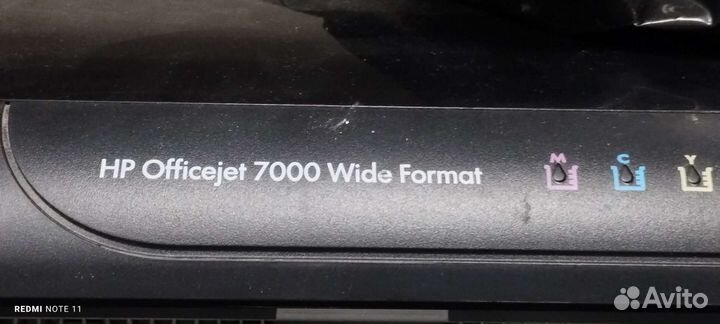 HP Officejet 7000 Wide Format
M C Y
REDMI NOTE 11
Avito